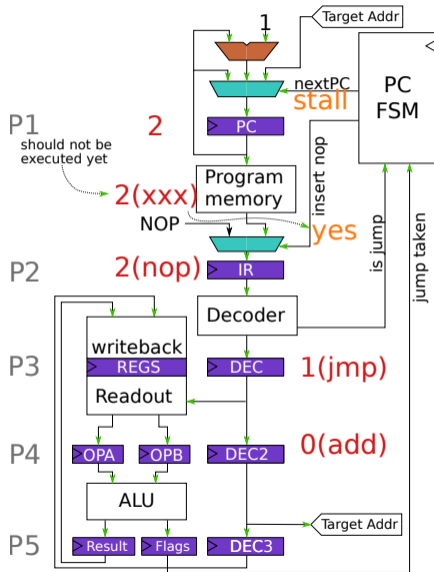 1
Target Addr
nextPC
stall
PC
FSM
P1
2
PC
should not be
executed yet
2(xxx)
Program
memory
insert nop
NOP
yes
is jump
jump taken
P2
2(nop)
IR
Decoder
writeback
P3
REGS
DEC
1(jmp)
Readout
P4
OPA
OPB
DEC2
0(add)
ALU
Target Addr
P5
Result
Flags
DEC3